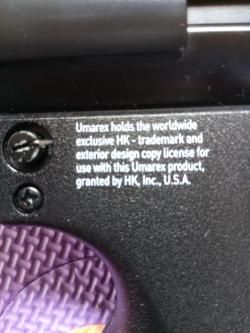 Umarex holds the worldwide
exclusive HK - trademark and
exterior design copy license for
use with this Umarex product,
granted by HK, Inc., U.S.A.